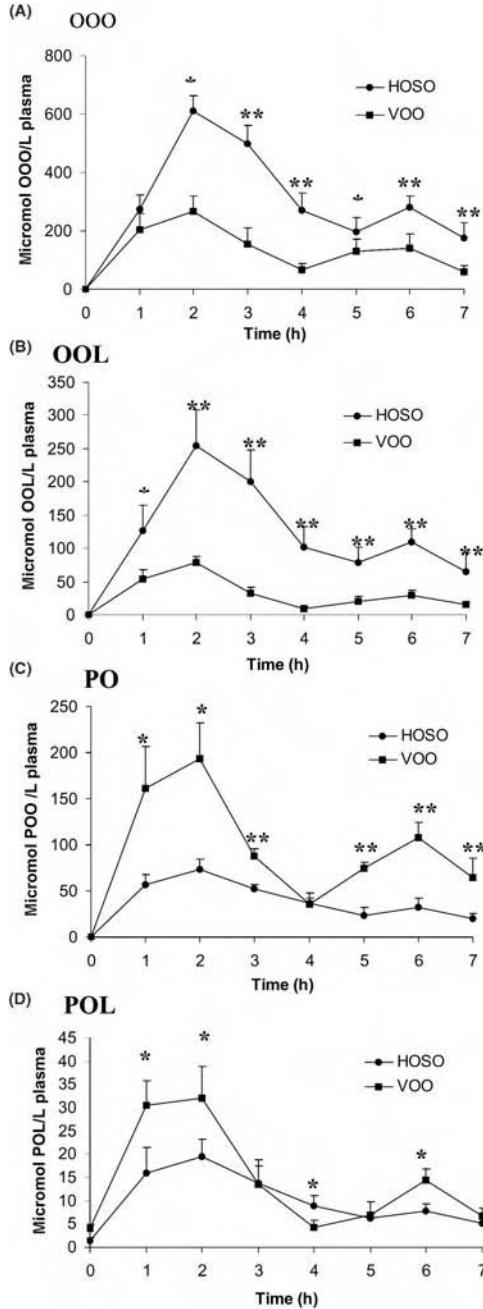 (A)
OOO
800
600
400
200
0
Micromol OOO/L plasma
HOSO
VOO
*
**
**
*
**
**
0 1 2 3 4 5 6 7
Time (h)
(B)
OOL
350
300
250
200
150
100
50
0
Micromol OOL/L plasma
HOSO
VOO
*
**
**
**
**
**
**
0 1 2 3 4 5 6 7
Time (h)
(C)
PO
250
200
150
100
50
0
Micromol POO /L plasma
HOSO
VOO
*
*
**
**
**
**
0 1 2 3 4 5 6 7
Time (h)
(D)
POL
45
40
35
30
25
20
15
10
5
0
Micromol POL/L plasma
HOSO
VOO
*
*
*
*
0 1 2 3 4 5 6 7
Time (h)